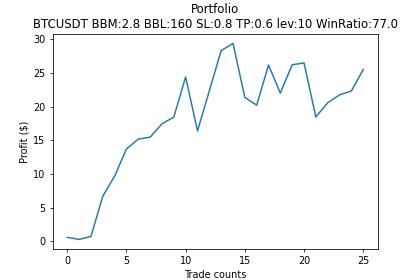 Portfolio
BTCUSDT BBM:2.8 BBL:160 SL:0.8 TP:0.6 lev:10 WinRatio:77.0
30
25
20
15
10
5
0
Profit ($)
0 5 10 15 20 25
Trade counts